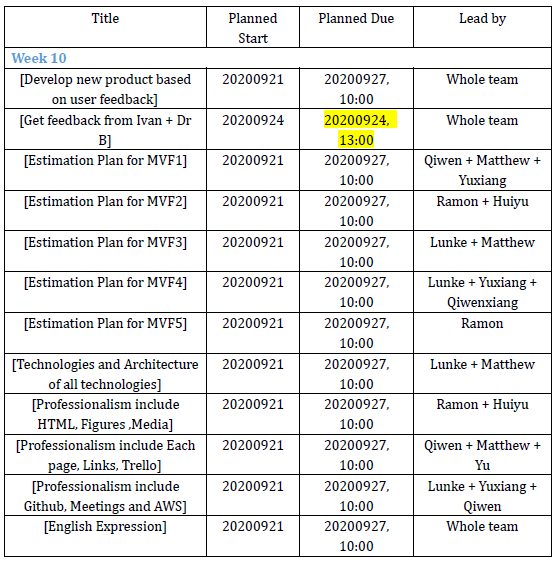 Title Planned Planned Due Lead by
Start
Week 10
[Develop new product based 20200921 20200927, Whole team
on user feedback] 10:00
[Get feedback from Ivan + Dr 20200924 20200924, Whole team
B] 13:00
[Estimation Plan for MVF1] 20200921 20200927, Qiwen + Matthew +
10:00 Yuxiang
[Estimation Plan for MVF2] 20200921 20200927, Ramon + Huiyu
10:00
[Estimation Plan for MVF3] 20200921 20200927, Lunke + Matthew
10:00
[Estimation Plan for MVF4] 20200921 20200927, Lunke + Yuxiang +
10:00 Qiwenxiang
[Estimation Plan for MVF5] 20200921 20200927, Ramon
10:00
[Technologies and Architecture 20200921 20200927, Lunke + Matthew
of all technologies] 10:00
[Professionalism include 20200921 20200927, Ramon + Huiyu
HTML, Figures ,Media] 10:00
[Professionalism include Each 20200921 20200927, Qiwen + Matthew +
page, Links, Trello] 10:00 Yu
[Professionalism include 20200921 20200927, Lunke + Yuxiang +
Github, Meetings and AWS] 10:00 Qiwen
[English Expression] 20200921 20200927, Whole team
10:00